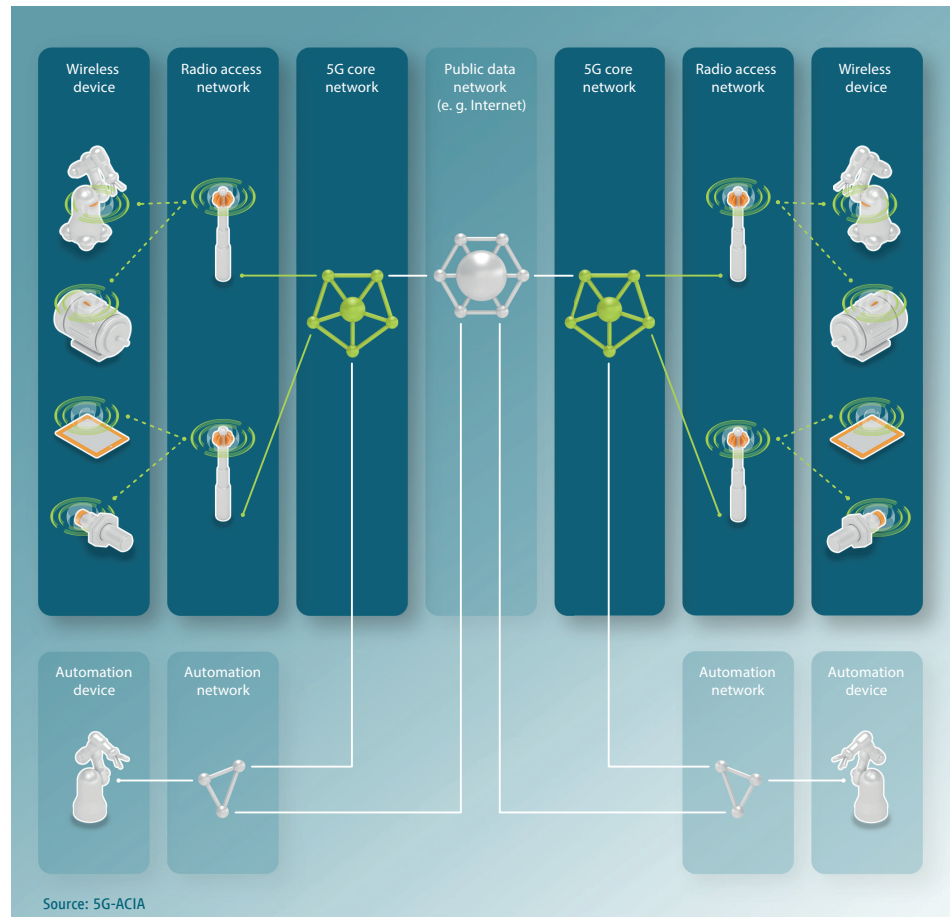 Wireless
device
Radio access
network
5G core
network
Public data
network
(e. g. Internet)
5G core
network
Radio access
network
Wireless
device
Automation
device
Automation
network
Automation
network
Automation
device
Source: 5G-ACIA